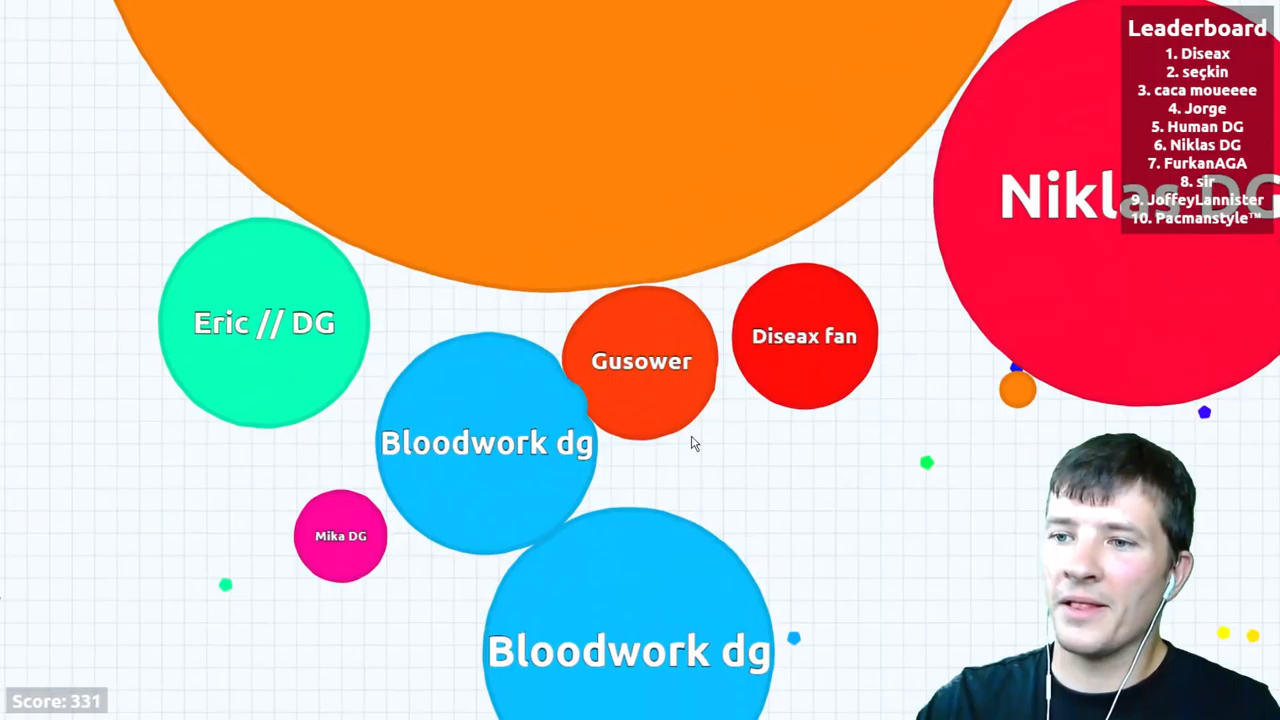 Leaderboard
1. Diseax
2. seçkin
3. caca moueeee
4. Jorge
5. Human DG
6. Niklas DG
7. FurkanAGA
8. sir
9. JoffeyLannister
10. Pacmanstyle™
Niklas DG
Eric // DG
Diseax fan
Gusower
Bloodwork dg
Mika DG
Bloodwork dg
Score: 331